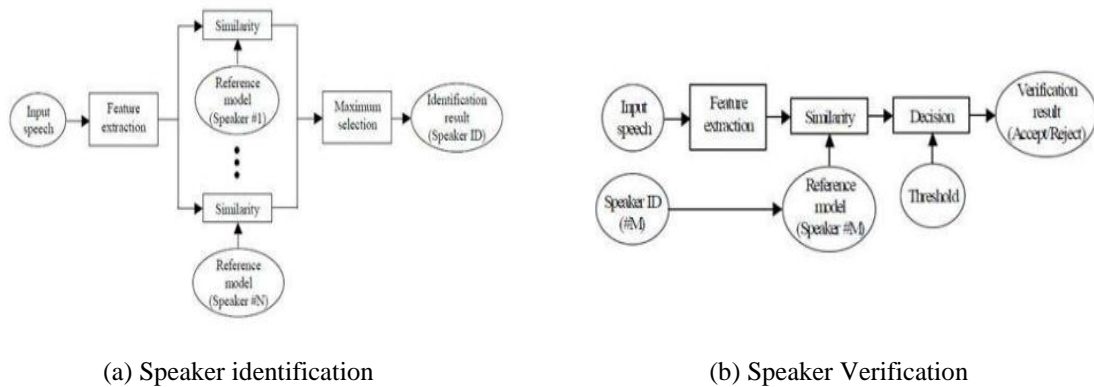 Similarity
Input
speech
Feature
extraction
Reference
model
(Speaker #1)
Maximum
selection
Identification
result
(Speaker ID)
Similarity
Reference
model
(Speaker #N)
(a) Speaker identification
Input
speech
Feature
extraction
Similarity
Decision
Verification
result
(Accept/Reject)
Speaker ID
(#M)
Reference
model
(Speaker #M)
Threshold
(b) Speaker Verification